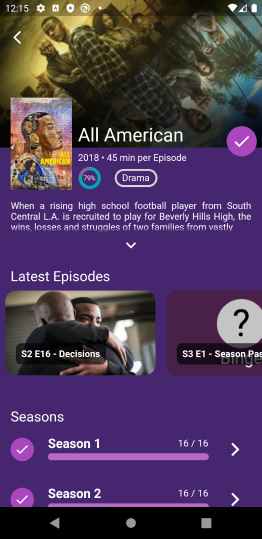 12:15
All American
ALL
AMERICAN
2018 • 45 min per Episode
79%
Drama
When a rising high school football player from South
Central L.A. is recruited to play for Beverly Hills High, the
wins, losses and struggles of two families from vastly
Latest Episodes
S2 E16 - Decisions
?
S3 E1 - Season Pas
Seasons
Season 1
16 / 16
Season 2
16 / 16